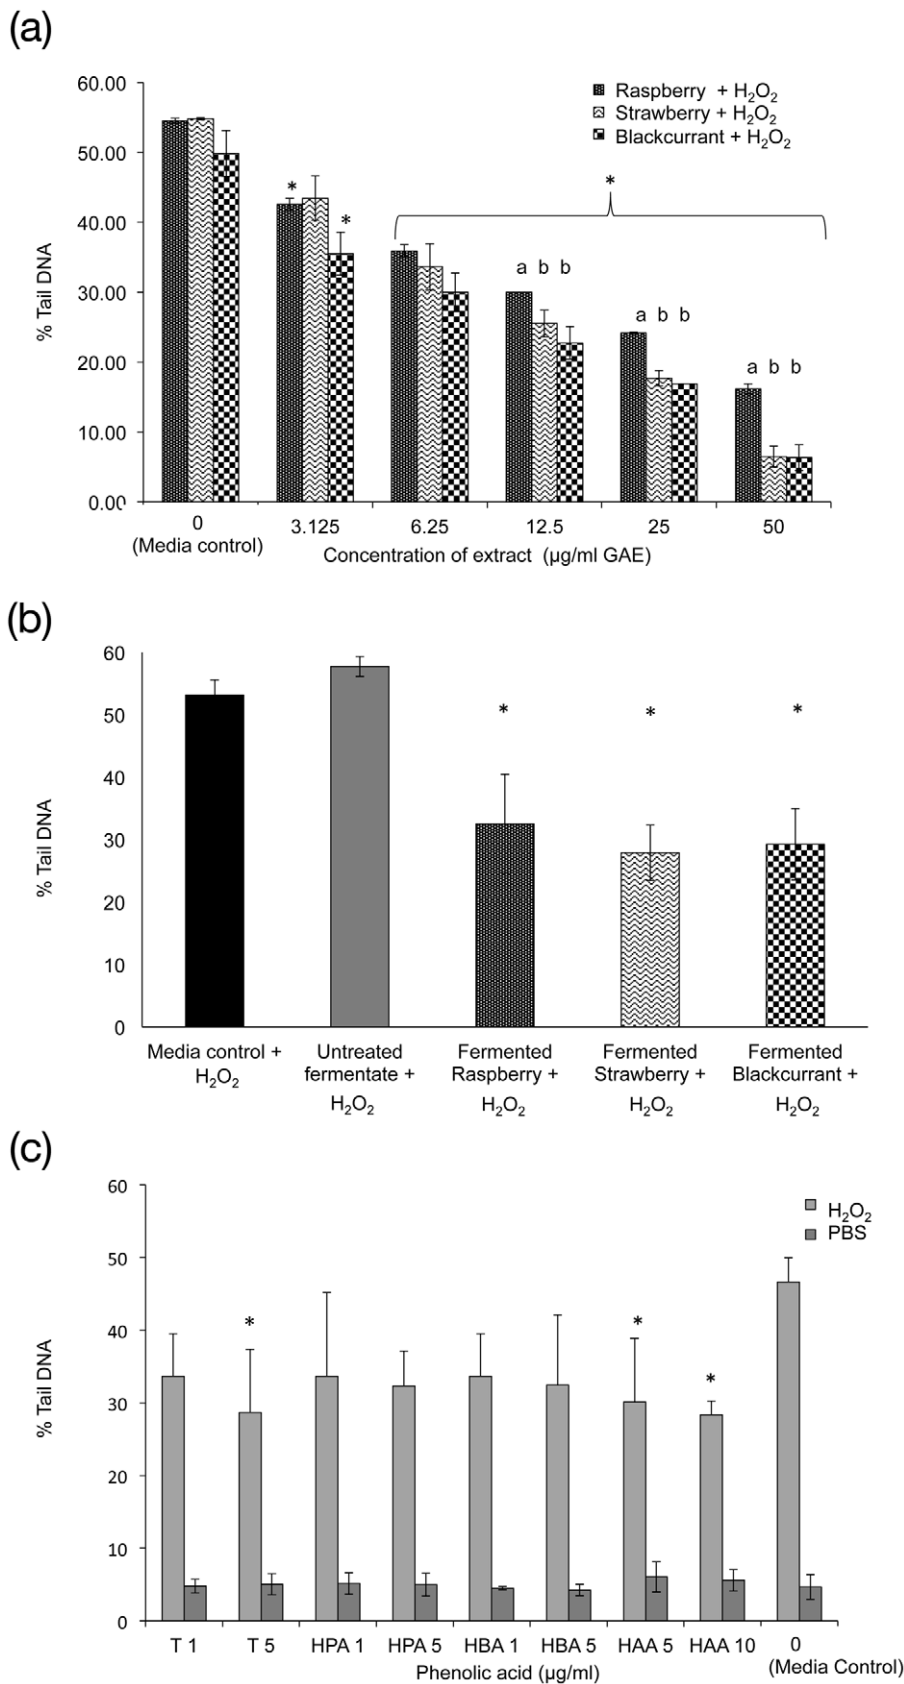 (a)
60.00
50.00
40.00
30.00
20.00
10.00
0.00
% Tail DNA
Raspberry + H₂O₂
Strawberry + H₂O₂
Blackcurrant + H₂O₂
*
*
*
a b b
a b b
a b b
0
(Media control)
3.125
6.25
12.5
25
50
Concentration of extract (µg/ml GAE)
(b)
60
50
40
30
20
10
0
% Tail DNA
*
*
*
Media control +
H₂O₂
Untreated
fermentate +
H₂O₂
Fermented
Raspberry +
H₂O₂
Fermented
Strawberry +
H₂O₂
Fermented
Blackcurrant +
H₂O₂
(c)
60
50
40
30
20
10
0
% Tail DNA
H₂O₂
PBS
*
*
*
T 1
T 5
HPA 1
HPA 5
HBA 1
HBA 5
HAA 5
HAA 10
0
(Media Control)
Phenolic acid (µg/ml)